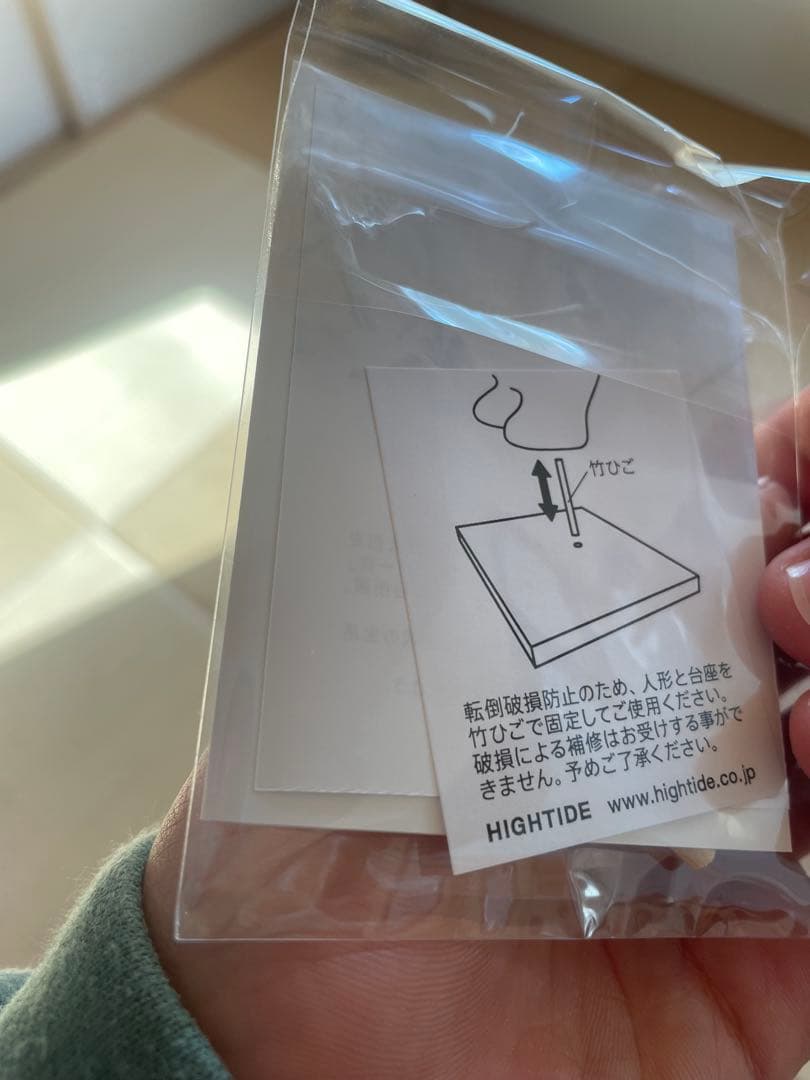 竹ひご
転倒破損防止のため、人形と台座を
竹ひごで固定してご使用ください。
破損による補修はお受けする事がで
きません。予めご了承ください。
HIGHTIDE www.hightide.co.jp